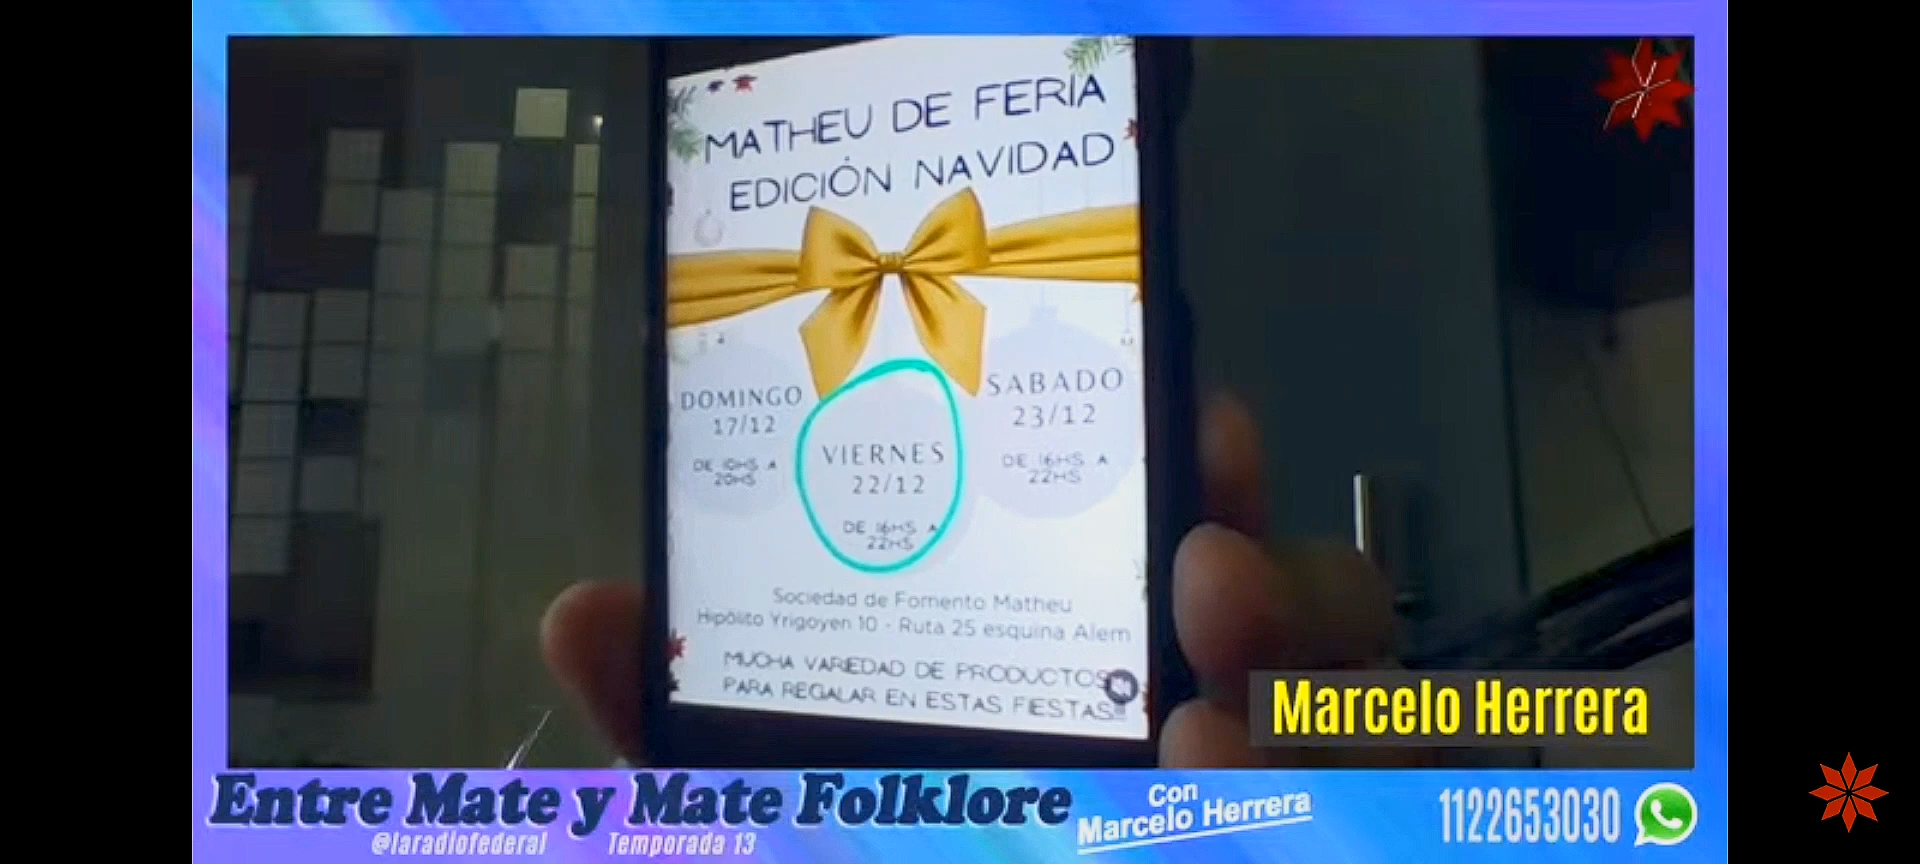 MATHEU DE FERIA
EDICIÓN NAVIDAD
DOMINGO
17/12
DE 10HS A
20HS
VIERNES
22/12
DE 16HS A
22HS
SABADO
23/12
DE 16HS A
22HS
Sociedad de Fomento Matheu
Hipólito Yrigoyen 10 - Ruta 25 esquina Alem
MUCHA VARIEDAD DE PRODUCTOS
PARA REGALAR EN ESTAS FIESTAS!!
Marcelo Herrera
Entre Mate y Mate Folklore
Con
Marcelo Herrera
1122653030
@laradiofederal Temporada 13